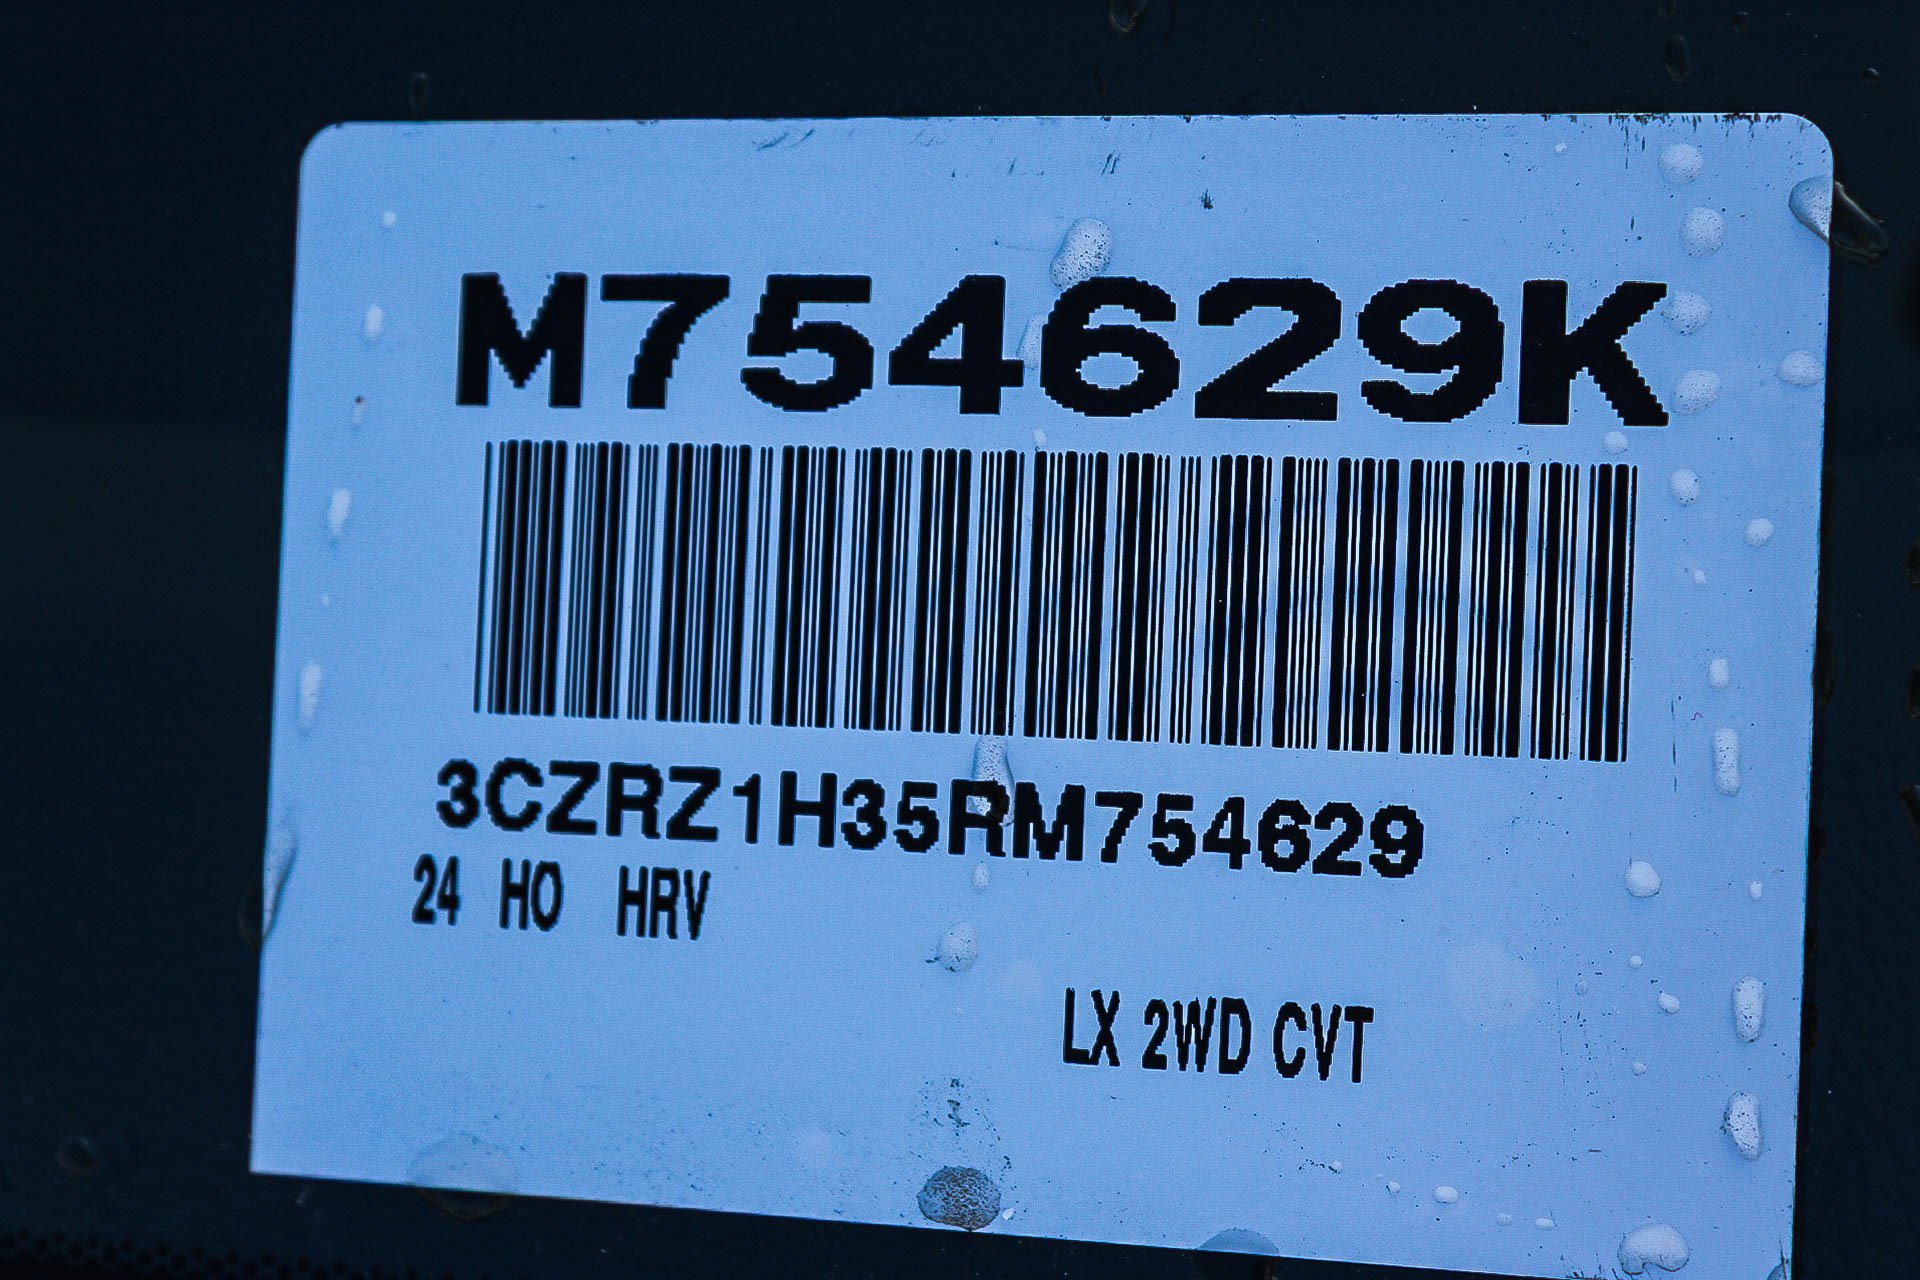 M754629K
3CZRZ1H35RM754629
24 HO HRV
LX 2WD CVT